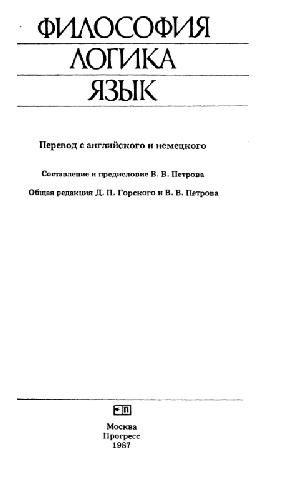 ФИЛОСОФИЯ
ЛОГИКА
ЯЗЫК
Перевод с английского и немецкого
Составление и предисловие В. В. Петрова
Общая редакция Д. П. Горского и В. В. Петрова
Москва
Прогресс
1987